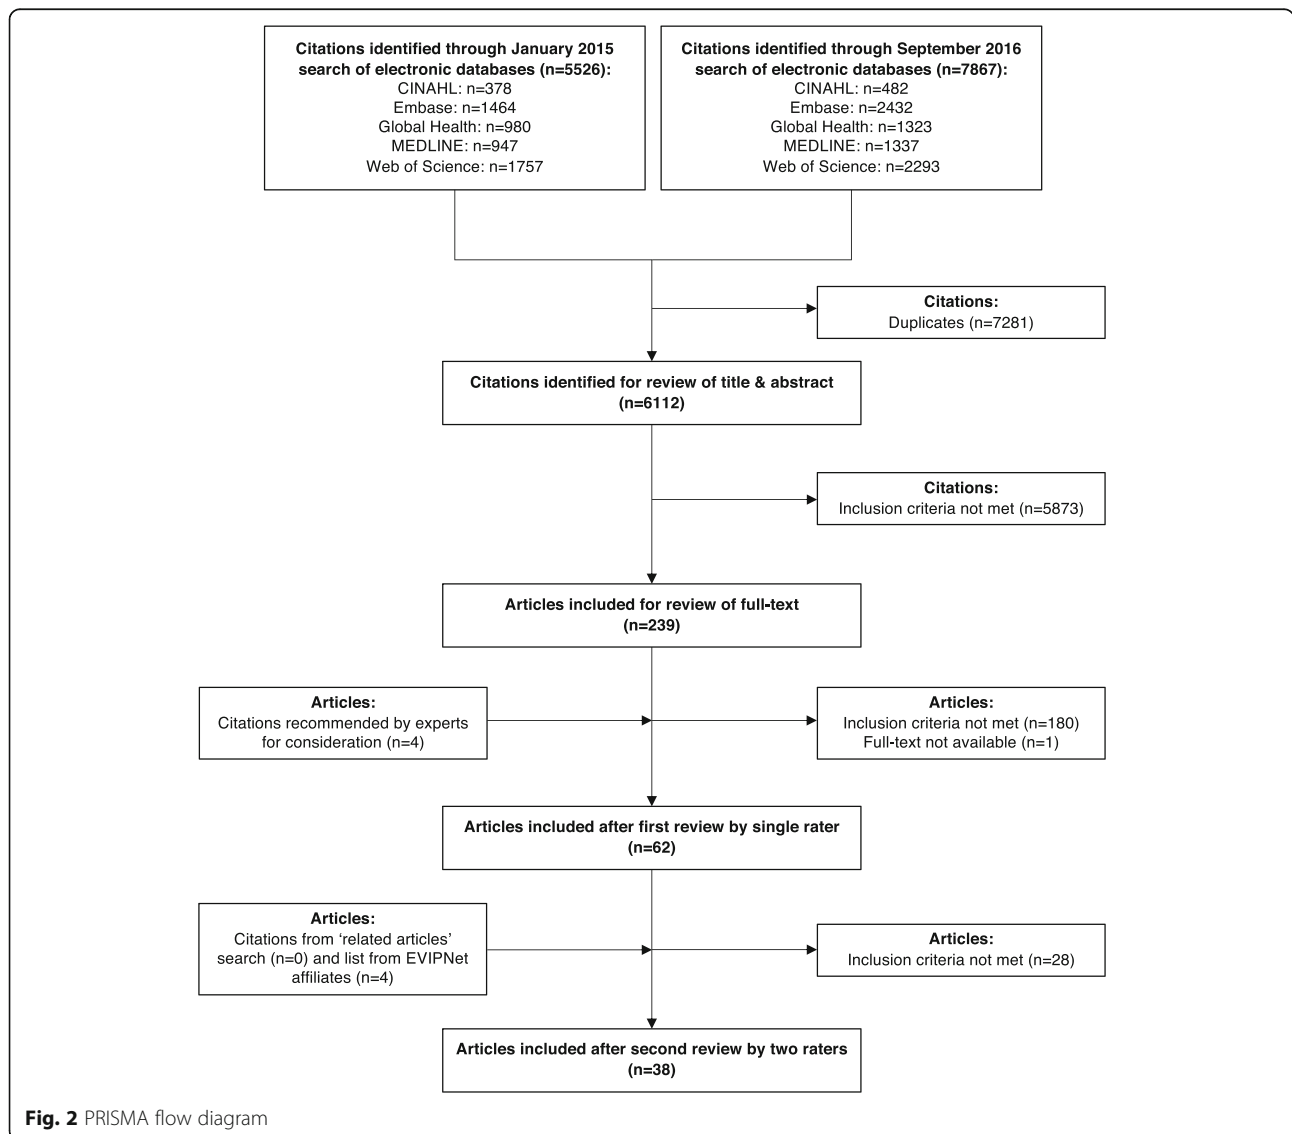 Citations identified through January 2015
search of electronic databases (n=5526):
CINAHL: n=378
Embase: n=1464
Global Health: n=980
MEDLINE: n=947
Web of Science: n=1757
Citations identified through September 2016
search of electronic databases (n=7867):
CINAHL: n=482
Embase: n=2432
Global Health: n=1323
MEDLINE: n=1337
Web of Science: n=2293
Citations:
Duplicates (n=7281)
Citations identified for review of title & abstract
(n=6112)
Citations:
Inclusion criteria not met (n=5873)
Articles included for review of full-text
(n=239)
Articles:
Citations recommended by experts
for consideration (n=4)
Articles:
Inclusion criteria not met (n=180)
Full-text not available (n=1)
Articles included after first review by single rater
(n=62)
Articles:
Citations from ‘related articles’
search (n=0) and list from EVIPNet
affiliates (n=4)
Articles:
Inclusion criteria not met (n=28)
Articles included after second review by two raters
(n=38)
Fig. 2 PRISMA flow diagram